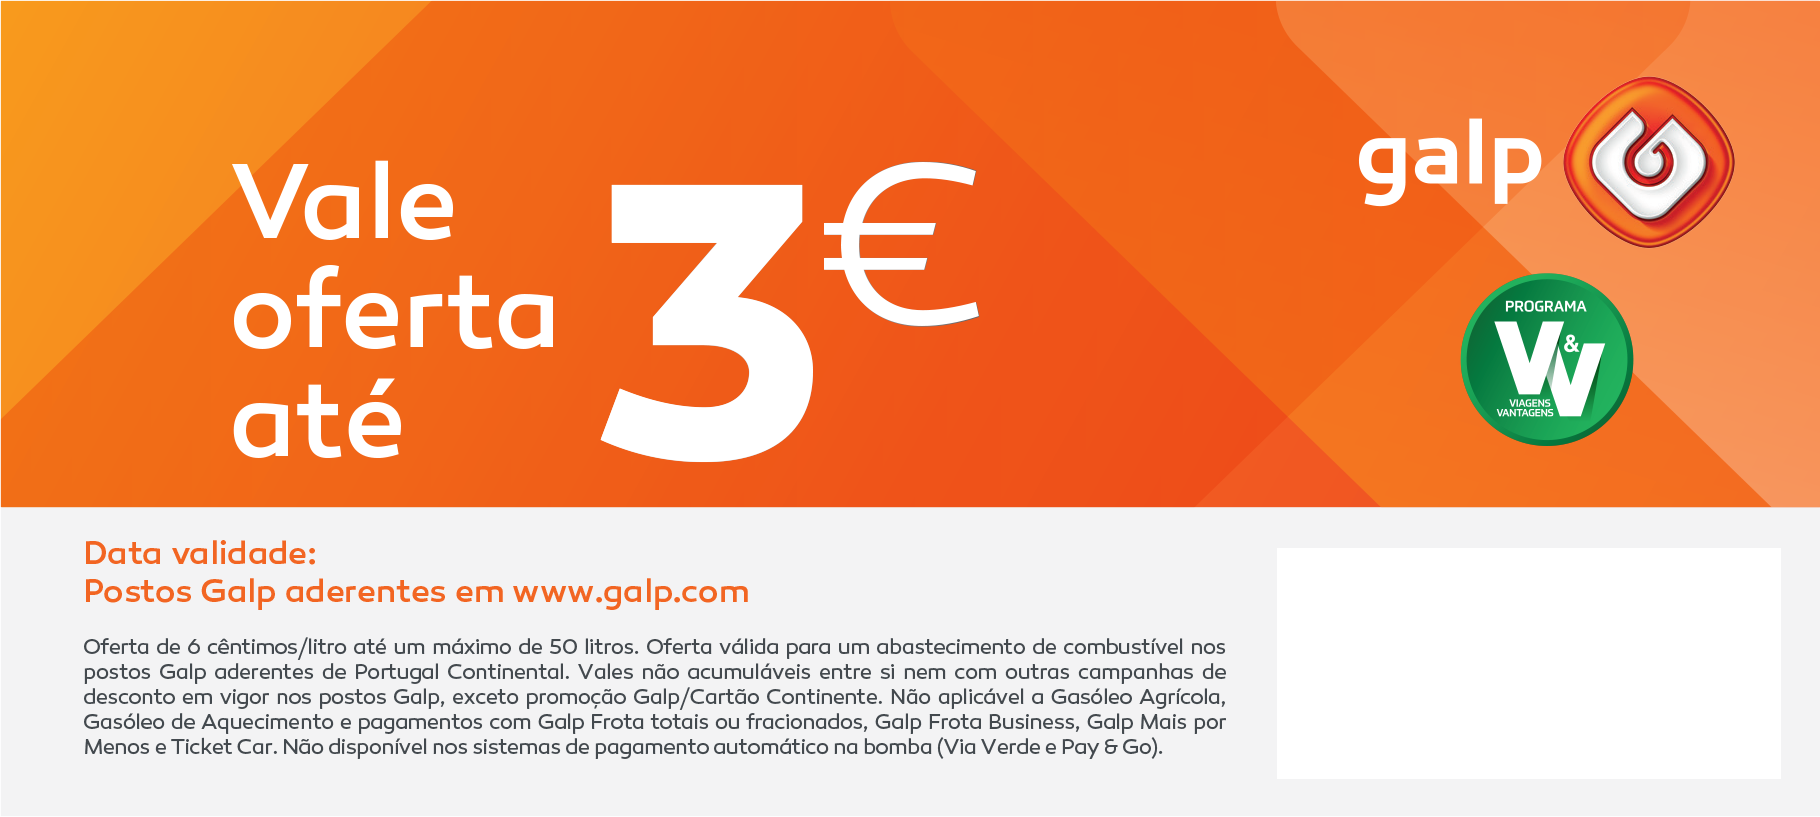 Vale
oferta
até
3€
galp
PROGRAMA
V&V
VIAGENS
VANTAGENS
Data validade:
Postos Galp aderentes em www.galp.com
Oferta de 6 cêntimos/litro até um máximo de 50 litros. Oferta válida para um abastecimento de combustível nos
postos Galp aderentes de Portugal Continental. Vales não acumuláveis entre si nem com outras campanhas de
desconto em vigor nos postos Galp, exceto promoção Galp/Cartão Continente. Não aplicável a Gasóleo Agrícola,
Gasóleo de Aquecimento e pagamentos com Galp Frota totais ou fracionados, Galp Frota Business, Galp Mais por
Menos e Ticket Car. Não disponível nos sistemas de pagamento automático na bomba (Via Verde e Pay & Go).